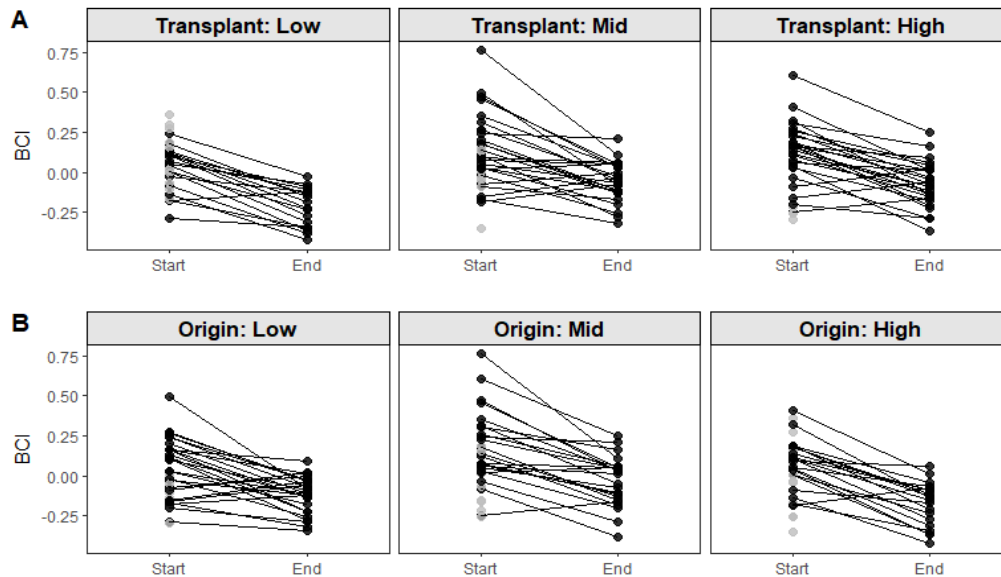 A
Transplant: Low
Transplant: Mid
Transplant: High
BCI
0.75
0.50
0.25
0.00
-0.25
Start
End
Start
End
Start
End
B
Origin: Low
Origin: Mid
Origin: High
BCI
0.75
0.50
0.25
0.00
-0.25
Start
End
Start
End
Start
End